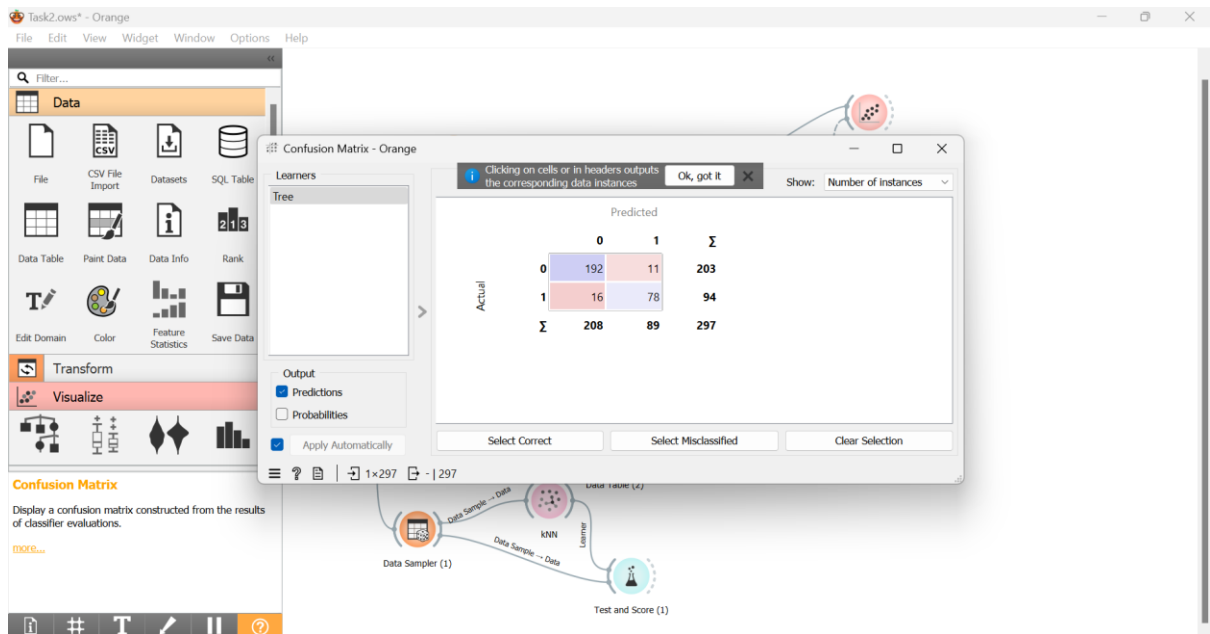 Task2.ows* - Orange
File Edit View Widget Window Options Help
Filter...
Data
File
CSV File Import
Datasets
SQL Table
Data Table
Paint Data
Data Info
Rank
Edit Domain
Color
Feature Statistics
Save Data
Transform
Visualize
Confusion Matrix
Display a confusion matrix constructed from the results
of classifier evaluations.
more...
Confusion Matrix - Orange
Learners
Tree
Output
Predictions
Probabilities
Apply Automatically
1×297 - | 297
Clicking on cells or in headers outputs
the corresponding data instances
Ok, got it
Show: Number of instances
Predicted
0 1 Σ
Actual
0 192 11 203
1 16 78 94
Σ 208 89 297
Select Correct
Select Misclassified
Clear Selection
Data Table (2)
Data Sample → Data
kNN
Learner
Data Sample → Data
Data Sampler (1)
Test and Score (1)